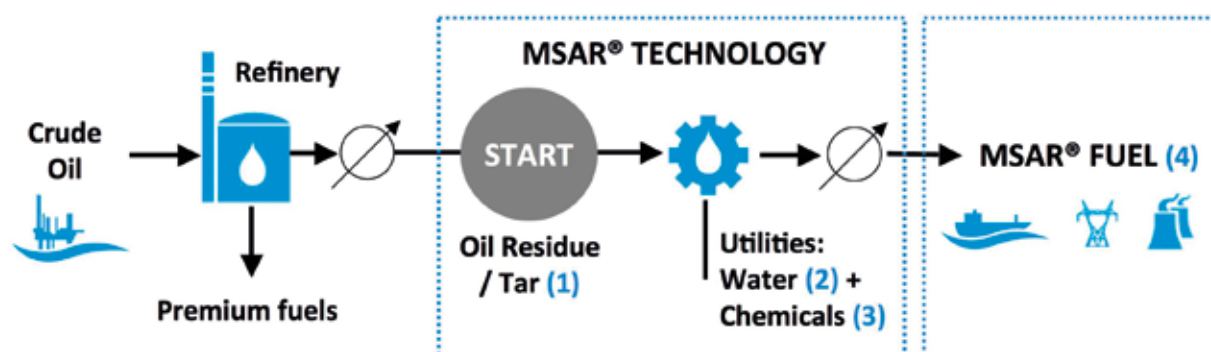 MSAR® TECHNOLOGY
Refinery
Crude
Oil
START
MSAR® FUEL (4)
Oil Residue
/ Tar (1)
Utilities:
Water (2) +
Chemicals (3)
Premium fuels